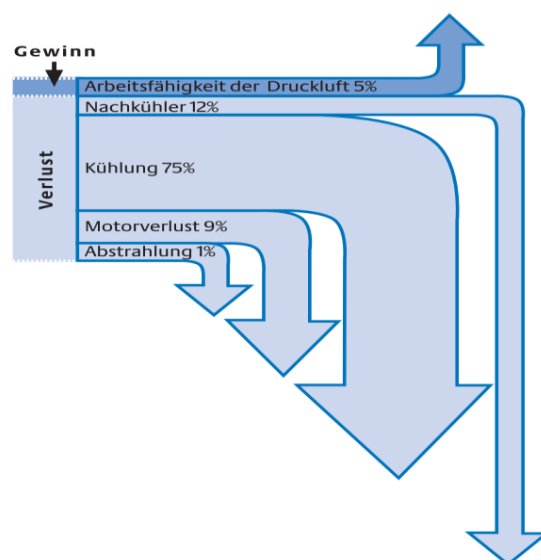 Gewinn
Arbeitsfähigkeit der Druckluft 5%
Nachkühler 12%
Verlust
Kühlung 75%
Motorverlust 9%
Abstrahlung 1%